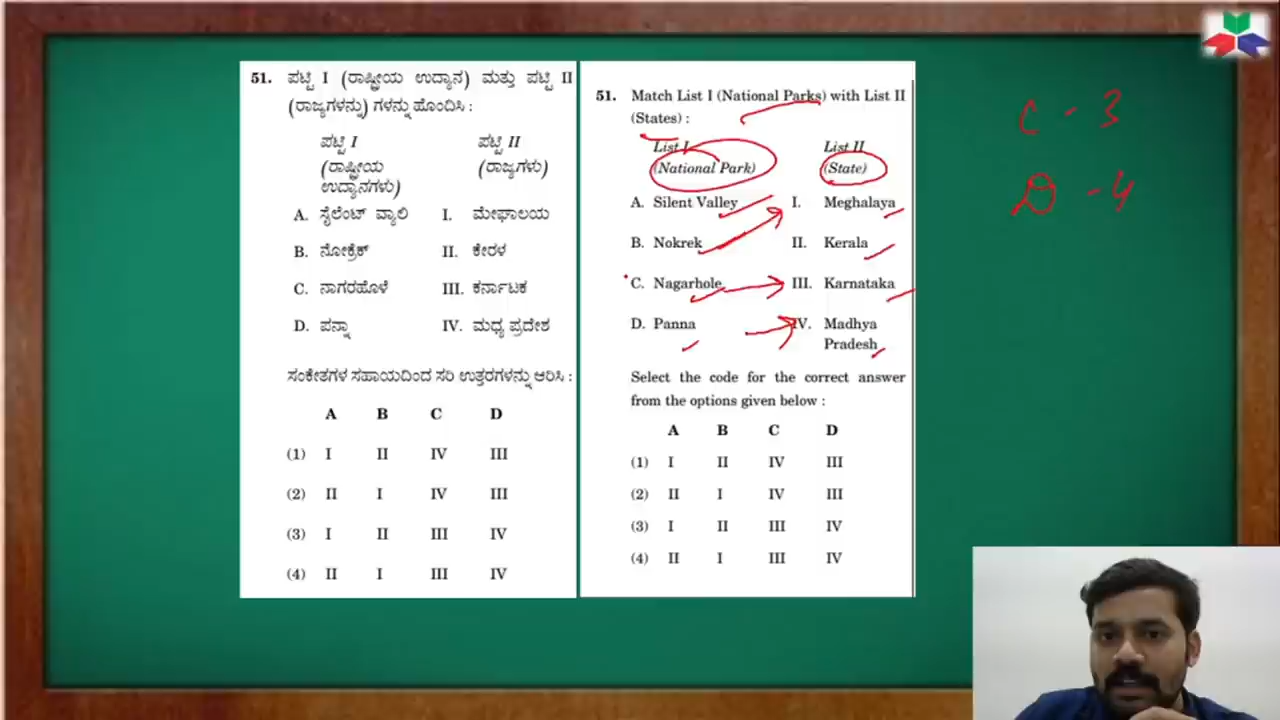 51. ಪಟ್ಟಿ I (ರಾಷ್ಟ್ರೀಯ ಉದ್ಯಾನ) ಮತ್ತು ಪಟ್ಟಿ II
(ರಾಜ್ಯಗಳನ್ನು) ಗಳನ್ನು ಹೊಂದಿಸಿ :
ಪಟ್ಟಿ I ಪಟ್ಟಿ II
(ರಾಷ್ಟ್ರೀಯ (ರಾಜ್ಯಗಳು)
ಉದ್ಯಾನಗಳು)
A. ಸೈಲೆಂಟ್ ವ್ಯಾಲಿ I. ಮೇಘಾಲಯ
B. ನೋಕ್ರೆಕ್ II. ಕೇರಳ
C. ನಾಗರಹೊಳೆ III. ಕರ್ನಾಟಕ
D. ಪನ್ನಾ IV. ಮಧ್ಯ ಪ್ರದೇಶ
ಸಂಕೇತಗಳ ಸಹಾಯದಿಂದ ಸರಿ ಉತ್ತರಗಳನ್ನು ಆರಿಸಿ :
A B C D
(1) I II IV III
(2) II I IV III
(3) I II III IV
(4) II I III IV
51. Match List I (National Parks) with List II
(States) :
List I List II
(National Park) (State)
A. Silent Valley I. Meghalaya
B. Nokrek II. Kerala
C. Nagarhole III. Karnataka
D. Panna IV. Madhya
Pradesh
Select the code for the correct answer
from the options given below :
A B C D
(1) I II IV III
(2) II I IV III
(3) I II III IV
(4) II I III IV
C - 3
D - 4